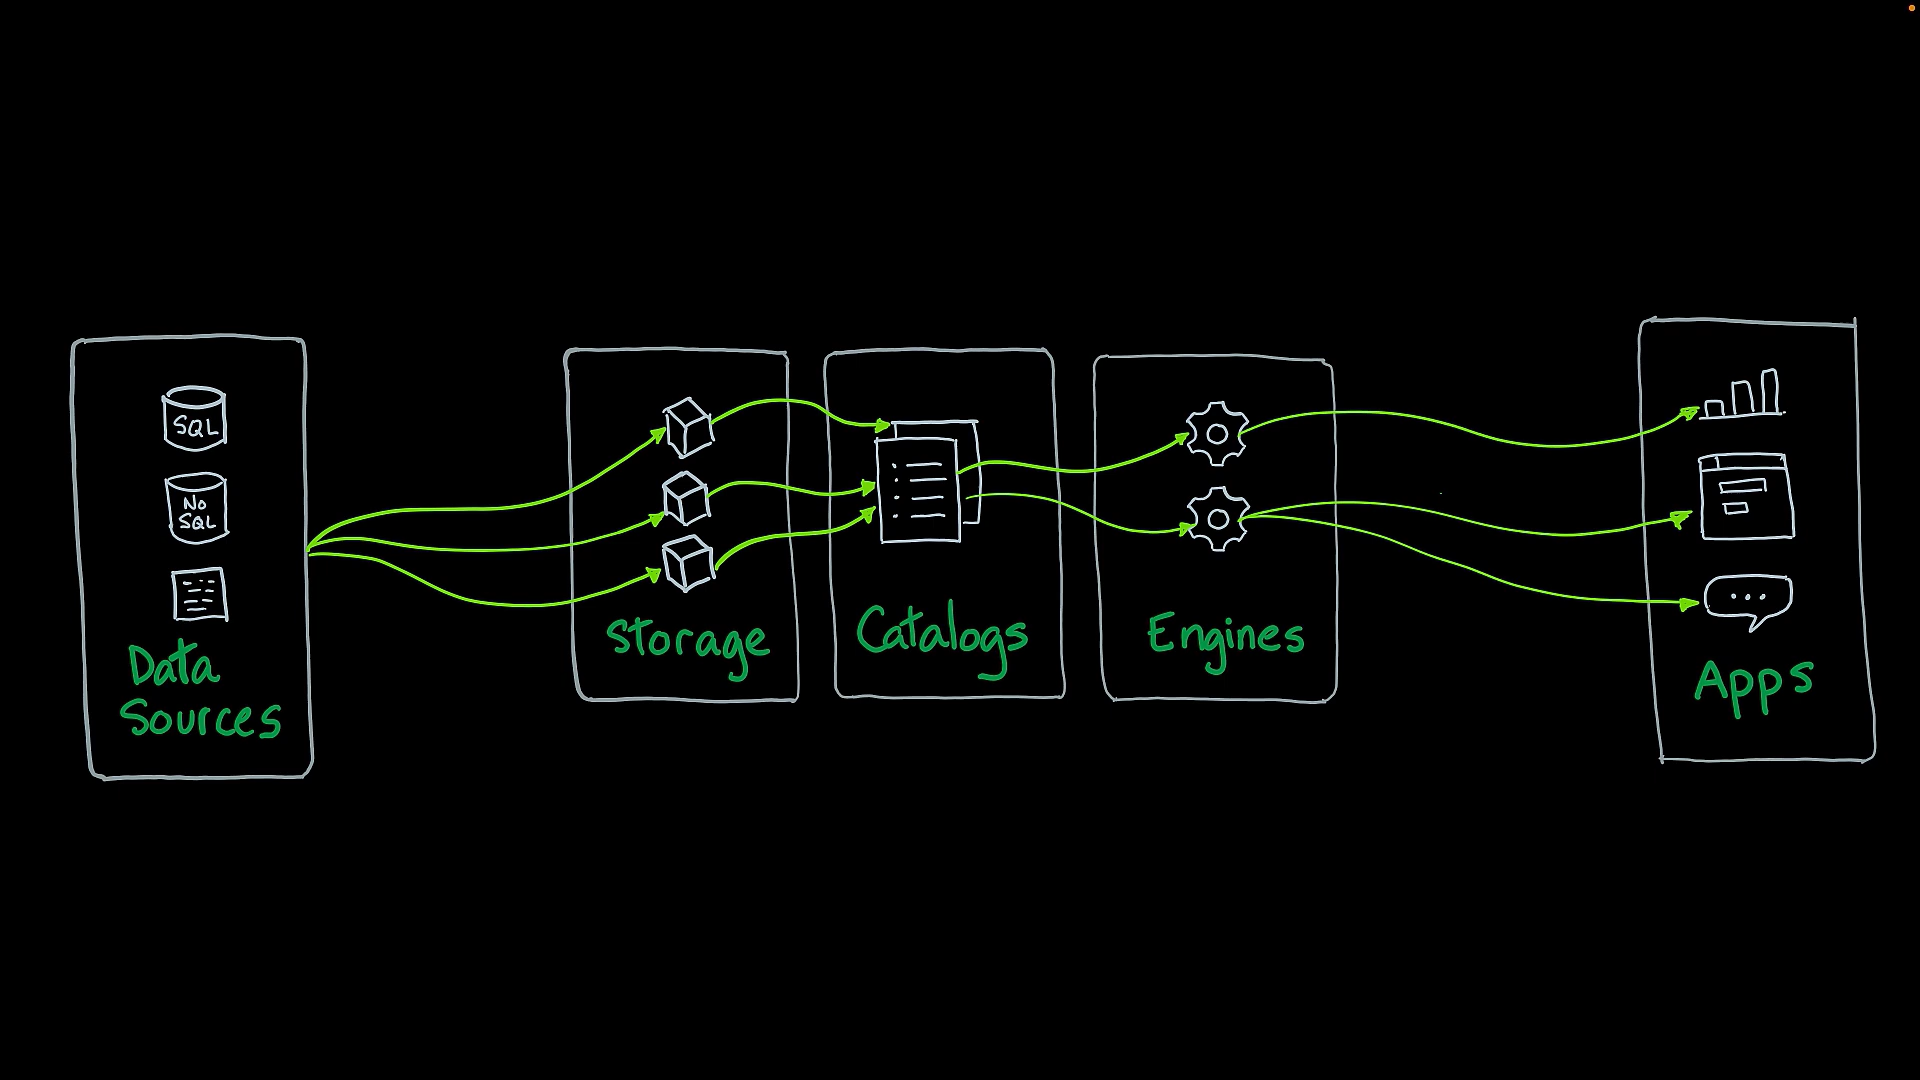 SQL
No
SQL
Data
Sources
Storage
Catalogs
Engines
Apps